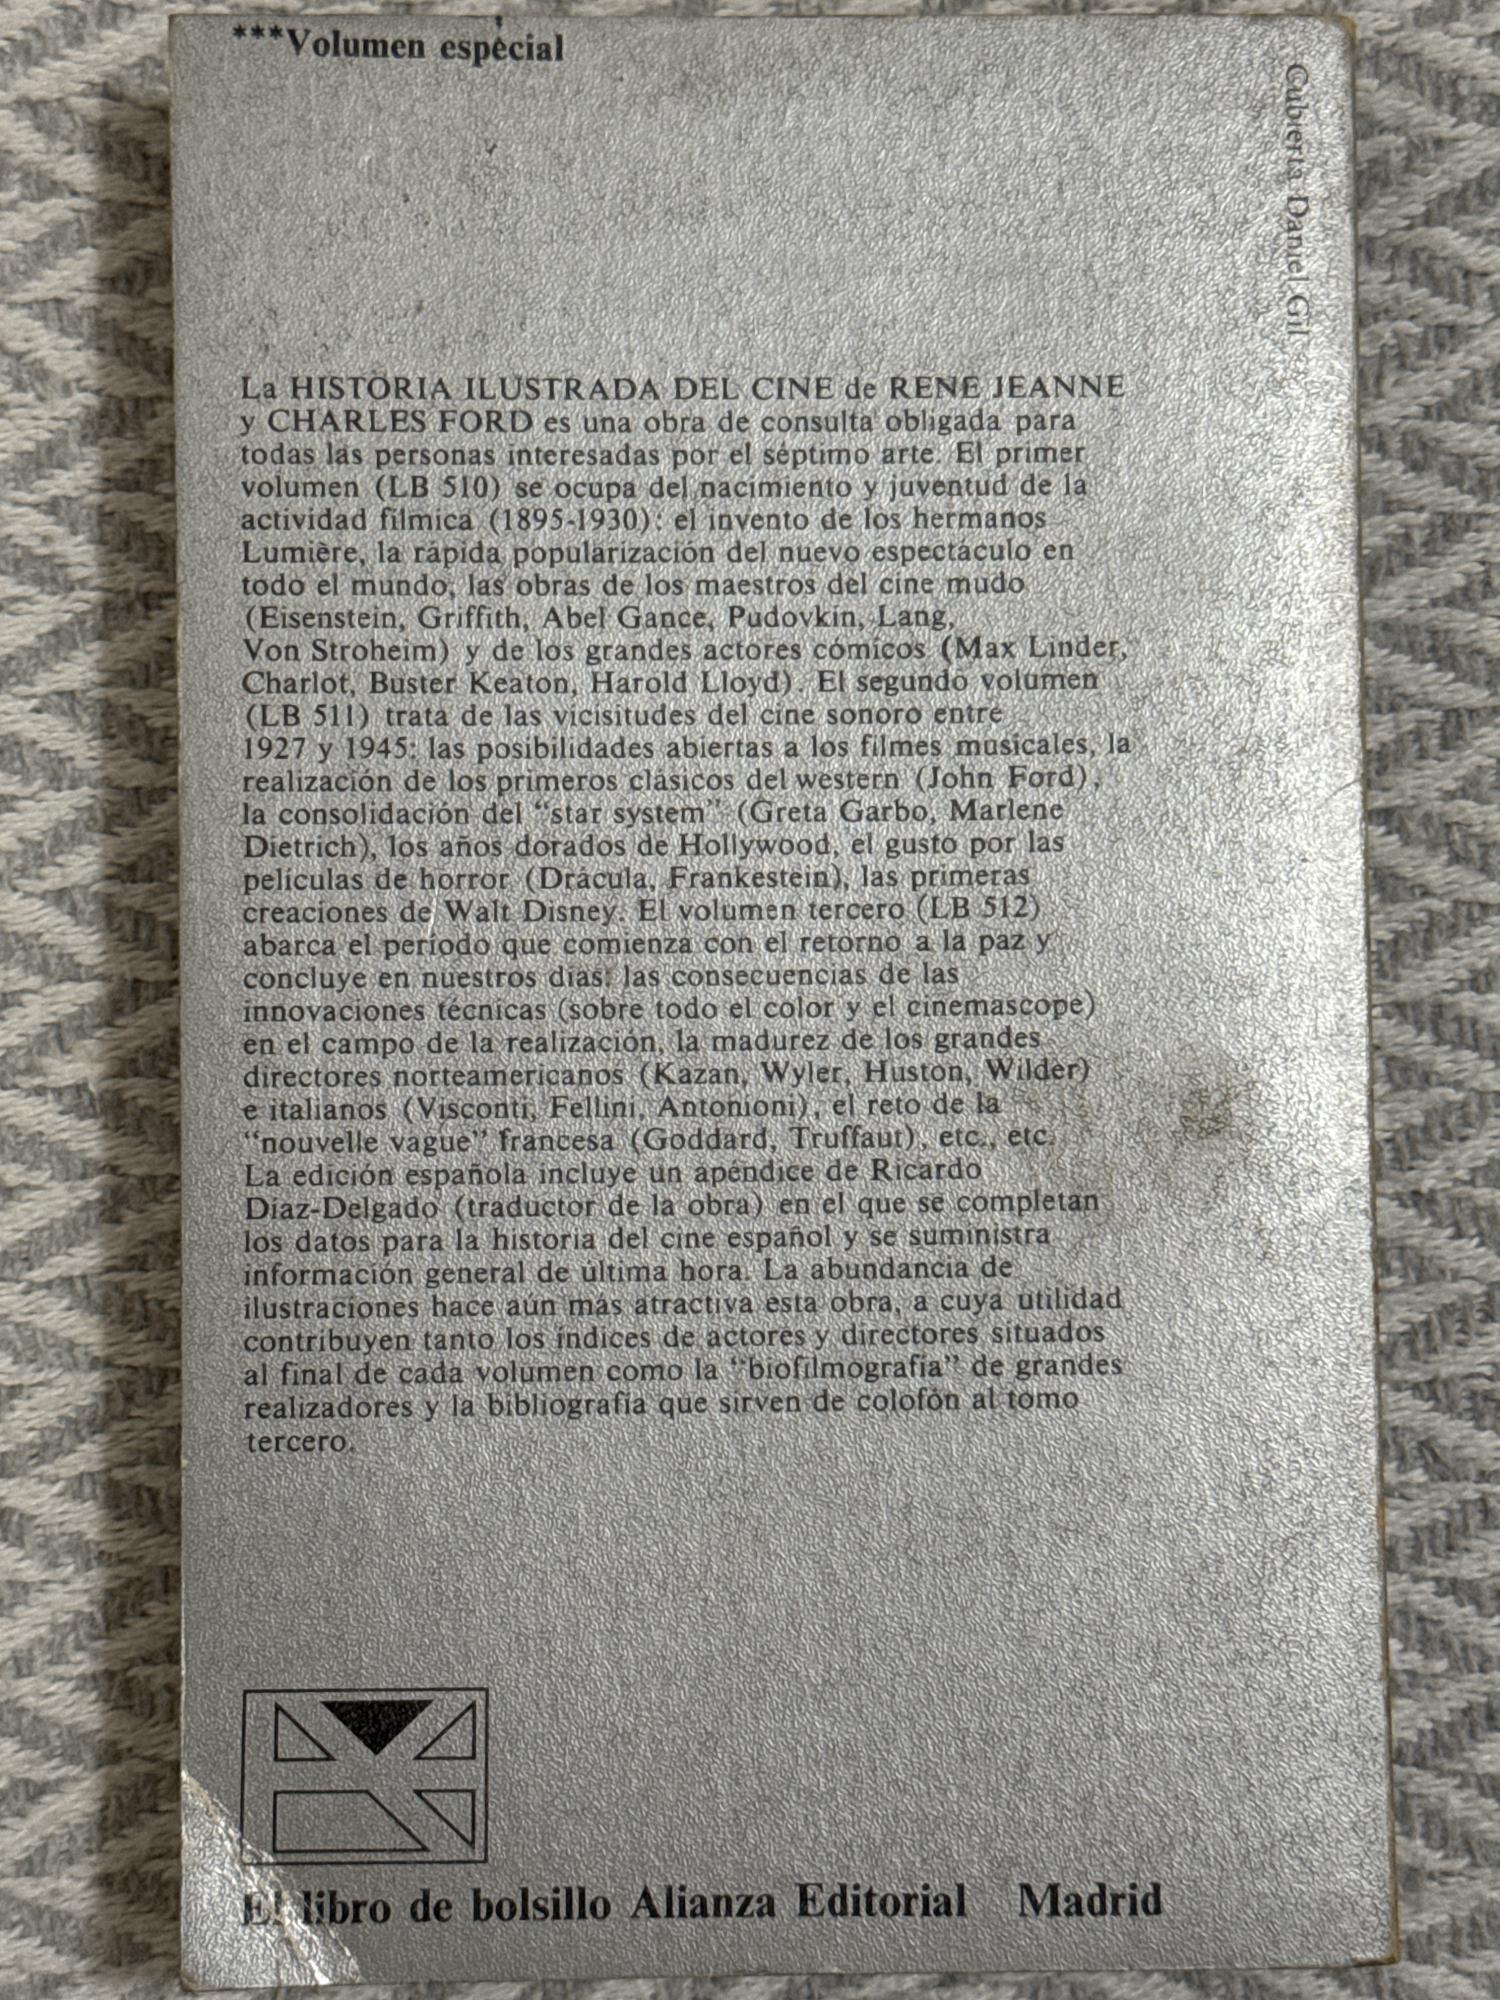 ***Volumen especial
Cubierta Daniel Gil
La HISTORIA ILUSTRADA DEL CINE de RENE JEANNE
y CHARLES FORD es una obra de consulta obligada para
todas las personas interesadas por el séptimo arte. El primer
volumen (LB 510) se ocupa del nacimiento y juventud de la
actividad fílmica (1895-1930): el invento de los hermanos
Lumière, la rápida popularización del nuevo espectáculo en
todo el mundo, las obras de los maestros del cine mudo
(Eisenstein, Griffith, Abel Gance, Pudovkin, Lang,
Von Stroheim) y de los grandes actores cómicos (Max Linder,
Charlot, Buster Keaton, Harold Lloyd). El segundo volumen
(LB 511) trata de las vicisitudes del cine sonoro entre
1927 y 1945: las posibilidades abiertas a los filmes musicales, la
realización de los primeros clásicos del western (John Ford),
la consolidación del “star system” (Greta Garbo, Marlene
Dietrich), los años dorados de Hollywood, el gusto por las
películas de horror (Drácula, Frankestein), las primeras
creaciones de Walt Disney. El volumen tercero (LB 512)
abarca el período que comienza con el retorno a la paz y
concluye en nuestros días: las consecuencias de las
innovaciones técnicas (sobre todo el color y el cinemascope)
en el campo de la realización, la madurez de los grandes
directores norteamericanos (Kazan, Wyler, Huston, Wilder)
e italianos (Visconti, Fellini, Antonioni), el reto de la
“nouvelle vague” francesa (Goddard, Truffaut), etc., etc.
La edición española incluye un apéndice de Ricardo
Díaz-Delgado (traductor de la obra) en el que se completan
los datos para la historia del cine español y se suministra
información general de última hora. La abundancia de
ilustraciones hace aún más atractiva esta obra, a cuya utilidad
contribuyen tanto los índices de actores y directores situados
al final de cada volumen como la “biofilmografía” de grandes
realizadores y la bibliografía que sirven de colofón al tomo
tercero.
El libro de bolsillo Alianza Editorial Madrid